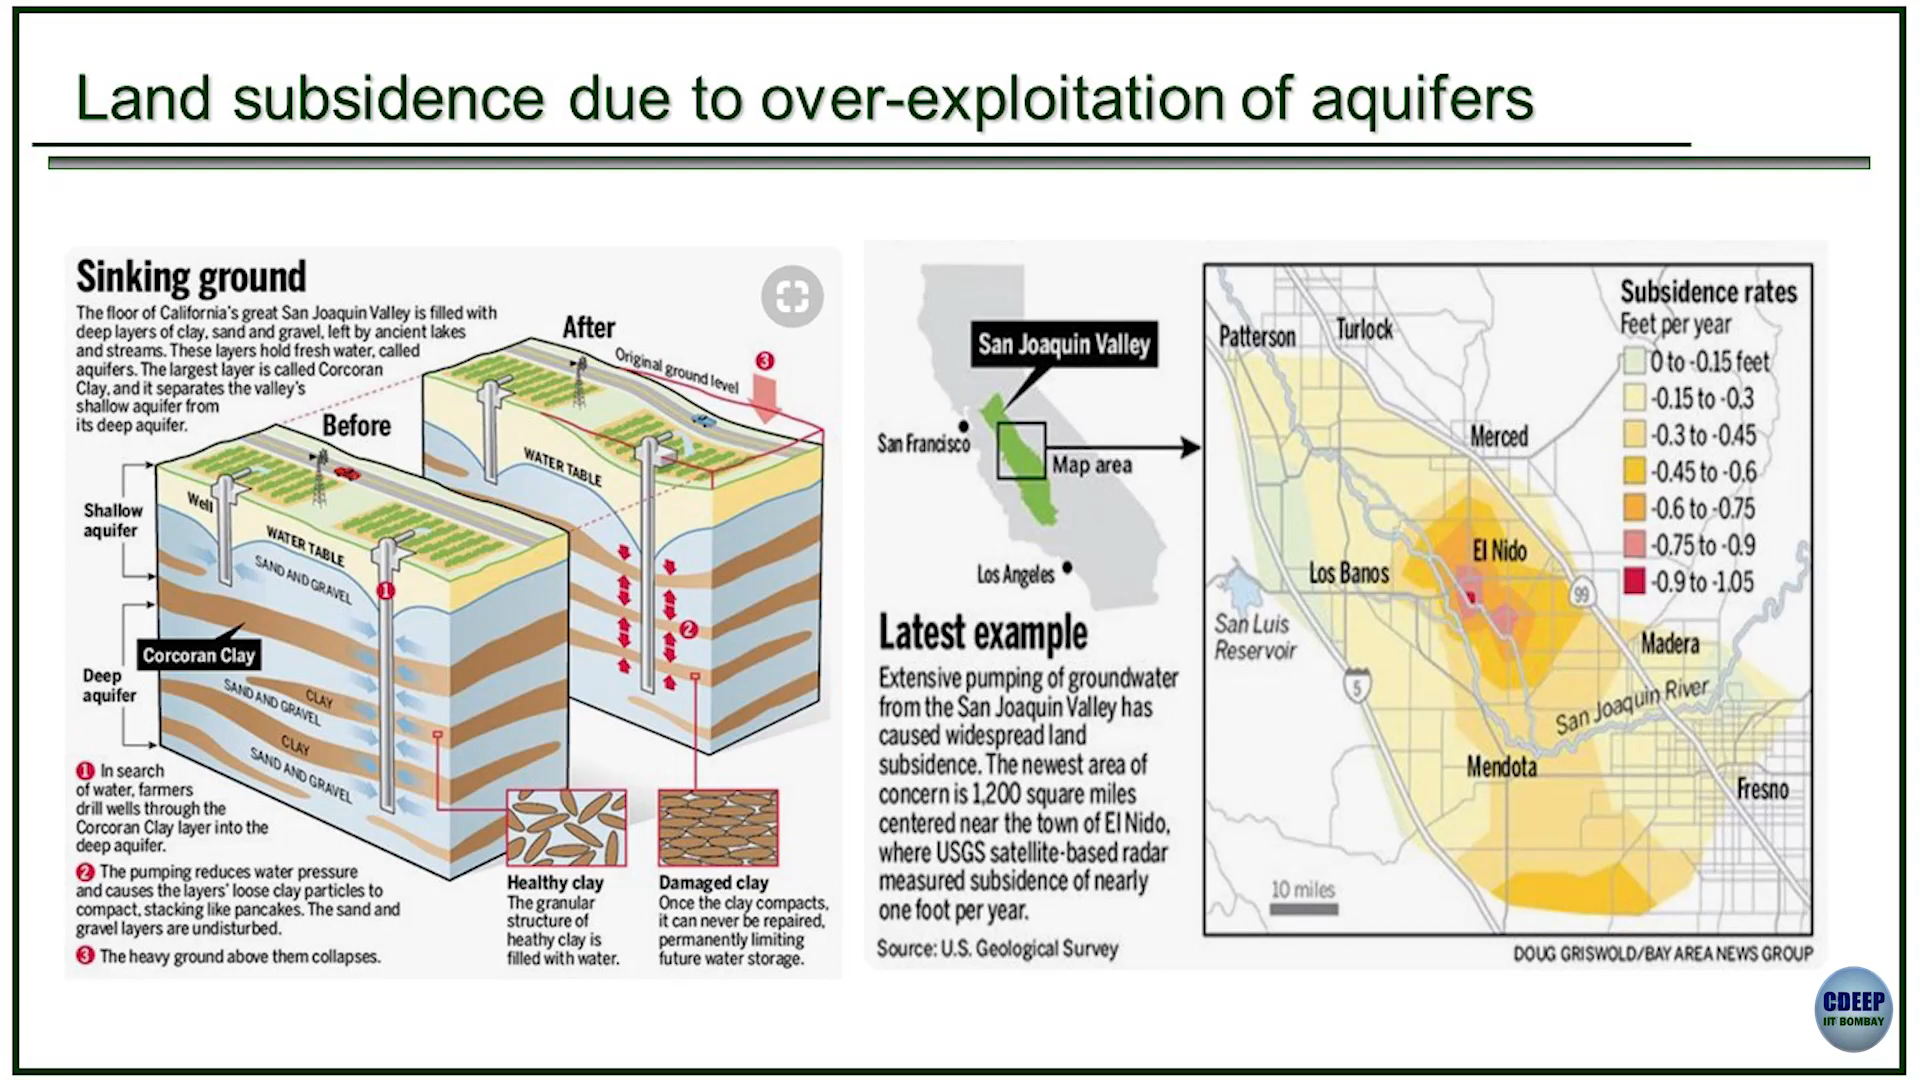 Land subsidence due to over-exploitation of aquifers
Sinking ground
The floor of California's great San Joaquin Valley is filled with
deep layers of clay, sand and gravel, left by ancient lakes
and streams. These layers hold fresh water, called
aquifers. The largest layer is called Corcoran
Clay, and it separates the valley's
shallow aquifer from
its deep aquifer.
Before
After
Original ground level
3
Shallow
aquifer
Well
WATER TABLE
WATER TABLE
SAND AND GRAVEL
1
2
Corcoran Clay
Deep
aquifer
SAND AND GRAVEL
CLAY
CLAY
SAND AND GRAVEL
1 In search
of water, farmers
drill wells through the
Corcoran Clay layer into the
deep aquifer.
2 The pumping reduces water pressure
and causes the layers' loose clay particles to
compact, stacking like pancakes. The sand and
gravel layers are undisturbed.
3 The heavy ground above them collapses.
Healthy clay
The granular
structure of
heathy clay is
filled with water.
Damaged clay
Once the clay compacts,
it can never be repaired,
permanently limiting
future water storage.
San Joaquin Valley
San Francisco
Map area
Los Angeles
Latest example
Extensive pumping of groundwater
from the San Joaquin Valley has
caused widespread land
subsidence. The newest area of
concern is 1,200 square miles
centered near the town of El Nido,
where USGS satellite-based radar
measured subsidence of nearly
one foot per year.
Source: U.S. Geological Survey
Subsidence rates
Feet per year
0 to -0.15 feet
-0.15 to -0.3
-0.3 to -0.45
-0.45 to -0.6
-0.6 to -0.75
-0.75 to -0.9
-0.9 to -1.05
Patterson
Turlock
Merced
El Nido
Los Banos
99
San Luis
Reservoir
5
Madera
San Joaquin River
Mendota
Fresno
10 miles
DOUG GRISWOLD/BAY AREA NEWS GROUP
CDEEP
IIT BOMBAY